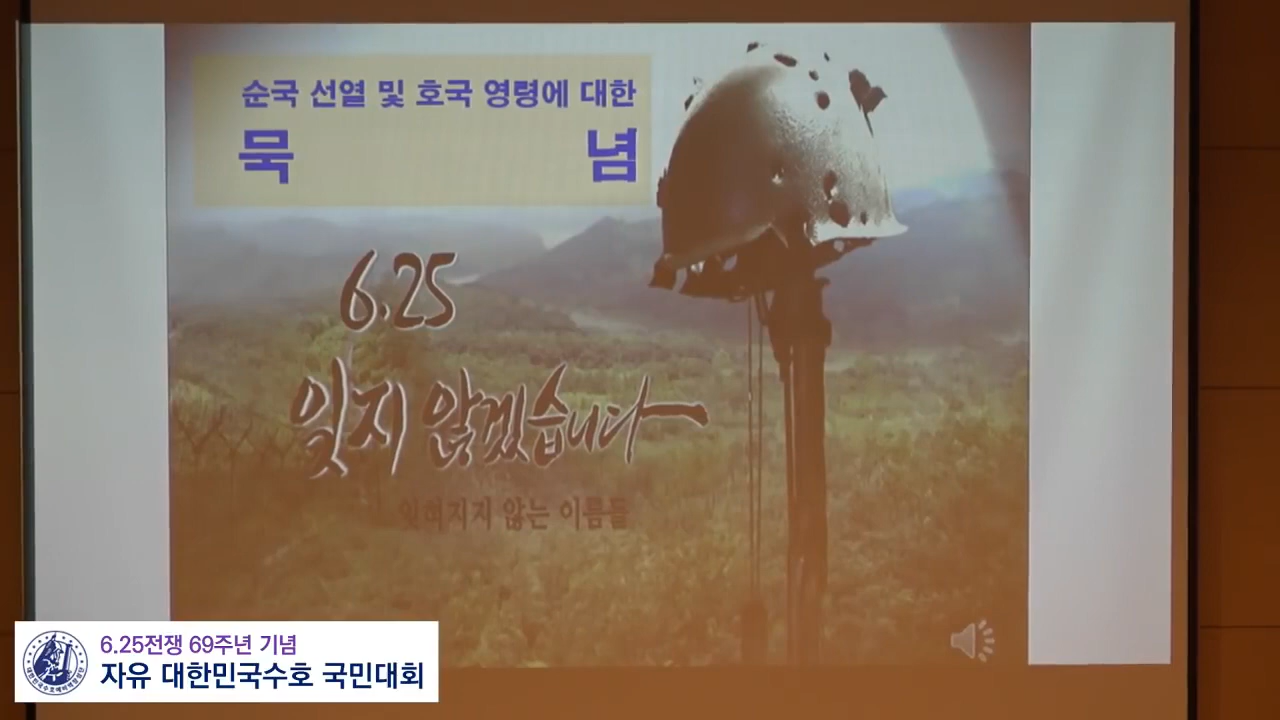 순국 선열 및 호국 영령에 대한
묵 념
6.25
잊지 않겠습니다
잊혀지지 않는 이름들
6.25전쟁 69주년 기념
자유 대한민국수호 국민대회